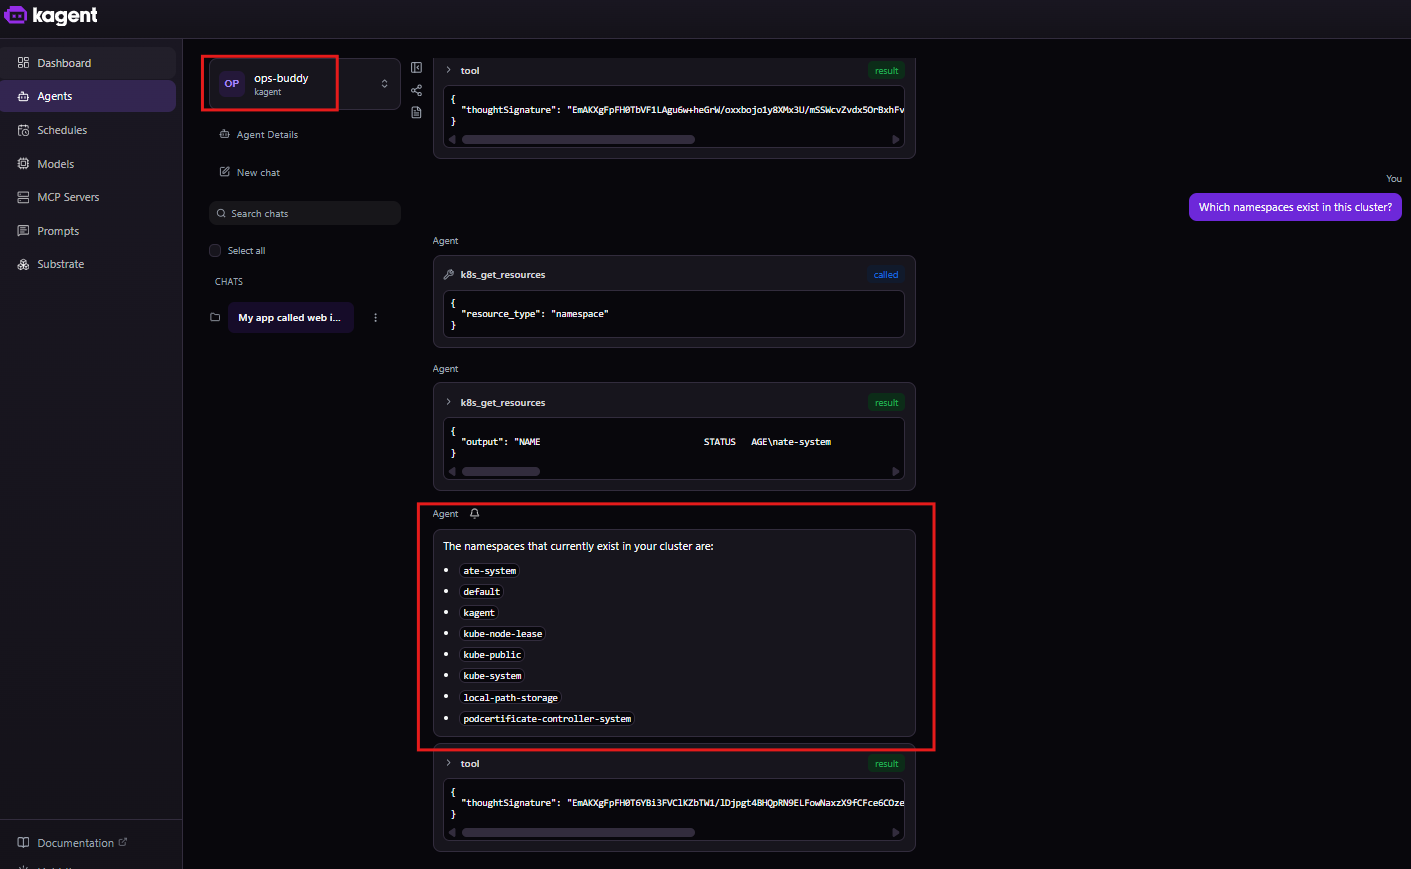 kagent
Dashboard
Agents
Schedules
Models
MCP Servers
Prompts
Substrate
Documentation
OP
ops-buddy
kagent
Agent Details
New chat
Search chats
Select all
CHATS
My app called web i...
tool
result
{
"thoughtSignature": "EmAKXgFpFH0TbVF1LAgu6w+heGrW/oxxbojo1y8XMx3U/mSSWcvZvdx5OrBxhFv
}
You
Which namespaces exist in this cluster?
Agent
k8s_get_resources
called
{
"resource_type": "namespace"
}
Agent
k8s_get_resources
result
{
"output": "NAME STATUS AGE\nate-system
}
Agent
The namespaces that currently exist in your cluster are:
• ate-system
• default
• kagent
• kube-node-lease
• kube-public
• kube-system
• local-path-storage
• podcertificate-controller-system
tool
result
{
"thoughtSignature": "EmAKXgFpFH0T6YBi3FVClKZbTW1/lDjpgt4BHQpRN9ELFowNaxzX9fCFce6COze
}